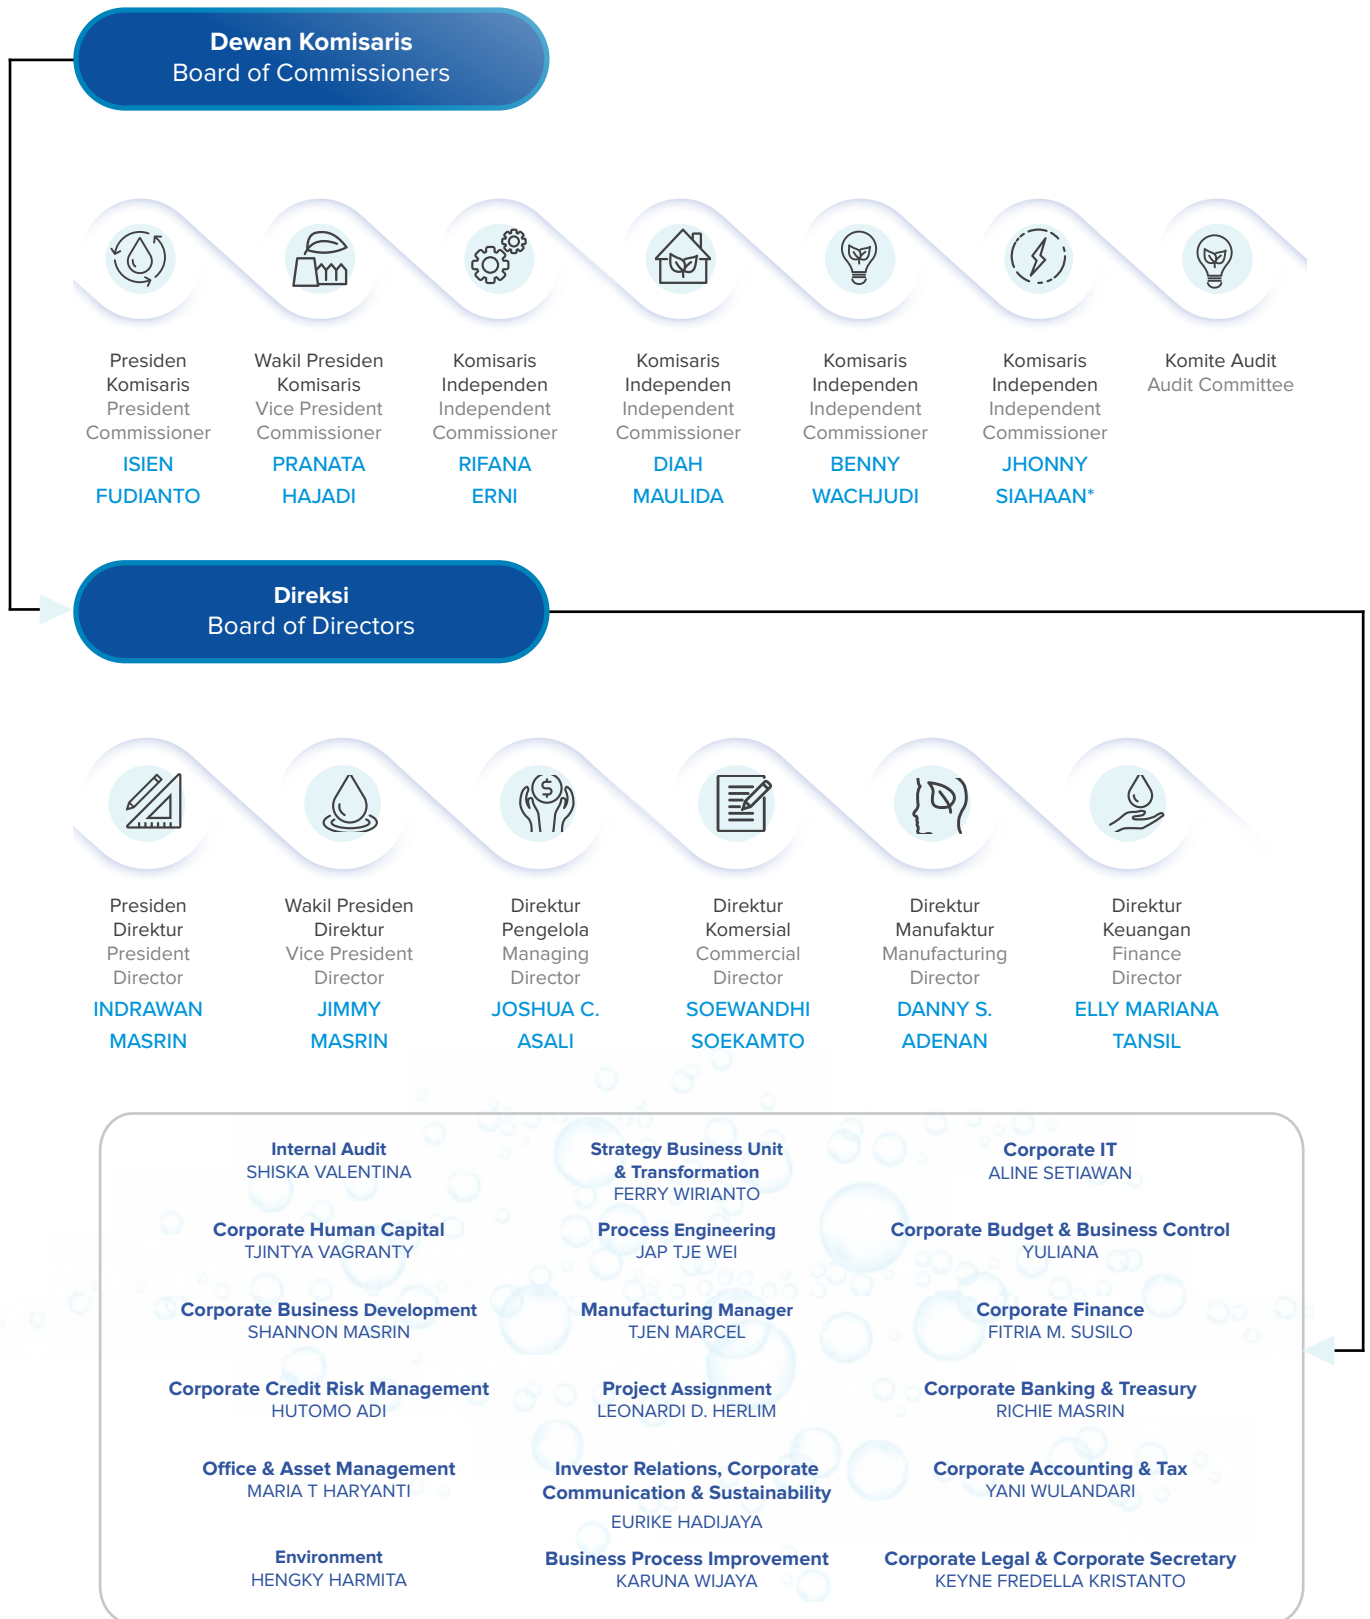 Dewan Komisaris
Board of Commissioners
Presiden
Komisaris
President
Commissioner
ISIEN
FUDIANTO
Wakil Presiden
Komisaris
Vice President
Commissioner
PRANATA
HAJADI
Komisaris
Independen
Independent
Commissioner
RIFANA
ERNI
Komisaris
Independen
Independent
Commissioner
DIAH
MAULIDA
Komisaris
Independen
Independent
Commissioner
BENNY
WACHJUDI
Komisaris
Independen
Independent
Commissioner
JHONNY
SIAHAAN*
Komite Audit
Audit Committee
Direksi
Board of Directors
Presiden
Direktur
President
Director
INDRAWAN
MASRIN
Wakil Presiden
Direktur
Vice President
Director
JIMMY
MASRIN
Direktur
Pengelola
Managing
Director
JOSHUA C.
ASALI
Direktur
Komersial
Commercial
Director
SOEWANDHI
SOEKAMTO
Direktur
Manufaktur
Manufacturing
Director
DANNY S.
ADENAN
Direktur
Keuangan
Finance
Director
ELLY MARIANA
TANSIL
Internal Audit
SHISKA VALENTINA
Corporate Human Capital
TJINTYA VAGRANTY
Corporate Business Development
SHANNON MASRIN
Corporate Credit Risk Management
HUTOMO ADI
Office & Asset Management
MARIA T HARYANTI
Environment
HENGKY HARMITA
Strategy Business Unit
& Transformation
FERRY WIRIANTO
Process Engineering
JAP TJE WEI
Manufacturing Manager
TJEN MARCEL
Project Assignment
LEONARDI D. HERLIM
Investor Relations, Corporate
Communication & Sustainability
EURIKE HADIJAYA
Business Process Improvement
KARUNA WIJAYA
Corporate IT
ALINE SETIAWAN
Corporate Budget & Business Control
YULIANA
Corporate Finance
FITRIA M. SUSILO
Corporate Banking & Treasury
RICHIE MASRIN
Corporate Accounting & Tax
YANI WULANDARI
Corporate Legal & Corporate Secretary
KEYNE FREDELLA KRISTANTO